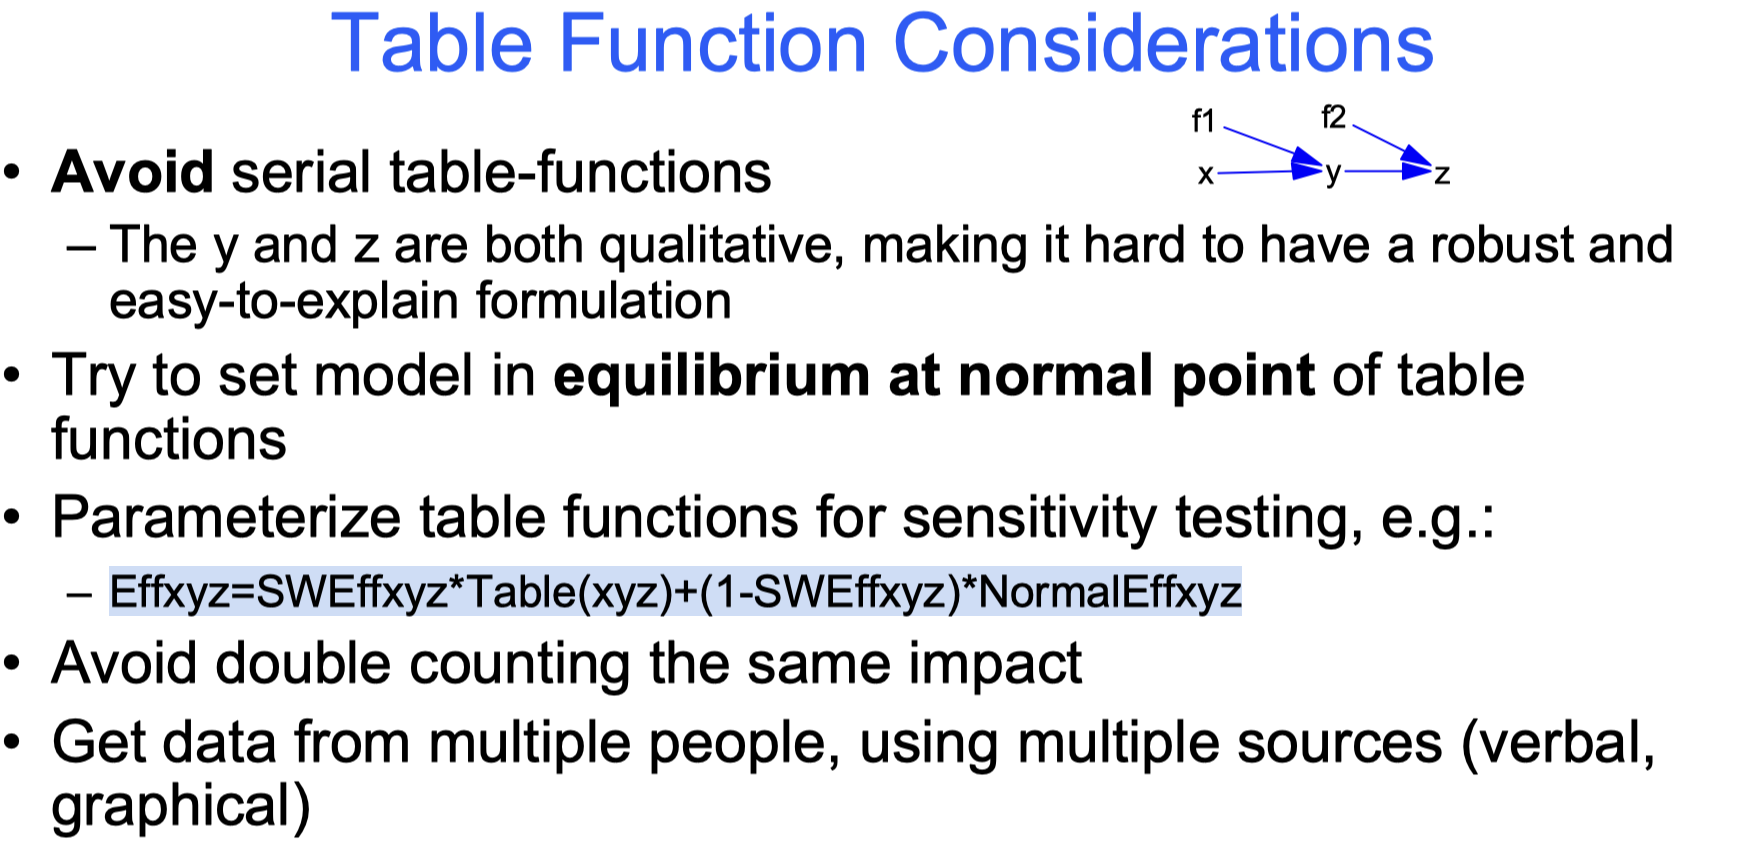 Table Function Considerations
f1 f2
• Avoid serial table-functions
x y z
– The y and z are both qualitative, making it hard to have a robust and
easy-to-explain formulation
• Try to set model in equilibrium at normal point of table
functions
• Parameterize table functions for sensitivity testing, e.g.:
– Effxyz=SWEffxyz*Table(xyz)+(1-SWEffxyz)*NormalEffxyz
• Avoid double counting the same impact
• Get data from multiple people, using multiple sources (verbal,
graphical)